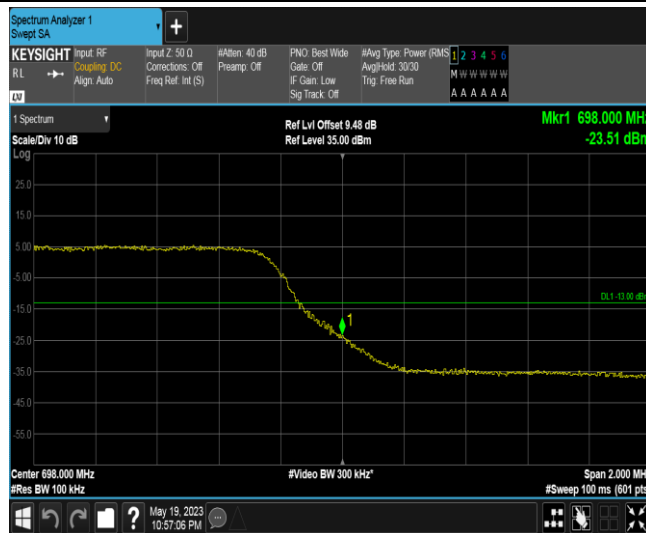 Spectrum Analyzer 1
Swept SA
KEYSIGHT
RL
Input: RF
Coupling: DC
Align: Auto
Input Z: 50 Ω
Corrections: Off
Freq Ref: Int (S)
#Atten: 40 dB
Preamp: Off
PNO: Best Wide
Gate: Off
IF Gain: Low
Sig Track: Off
#Avg Type: Power (RMS
Avg|Hold: 30/30
Trig: Free Run
1 2 3 4 5 6
M W W W W W
A A A A A A
1 Spectrum
Scale/Div 10 dB
Log
Ref Lvl Offset 9.48 dB
Ref Level 35.00 dBm
Mkr1 698.000 MHz
-23.51 dBm
25.0
15.0
5.00
-5.00
-15.0
-25.0
-35.0
-45.0
-55.0
DL1 -13.00 dBm
1
Center 698.000 MHz
#Res BW 100 kHz
#Video BW 300 kHz*
Span 2.000 MHz
#Sweep 100 ms (601 pts
?
May 19, 2023
10:57:06 PM